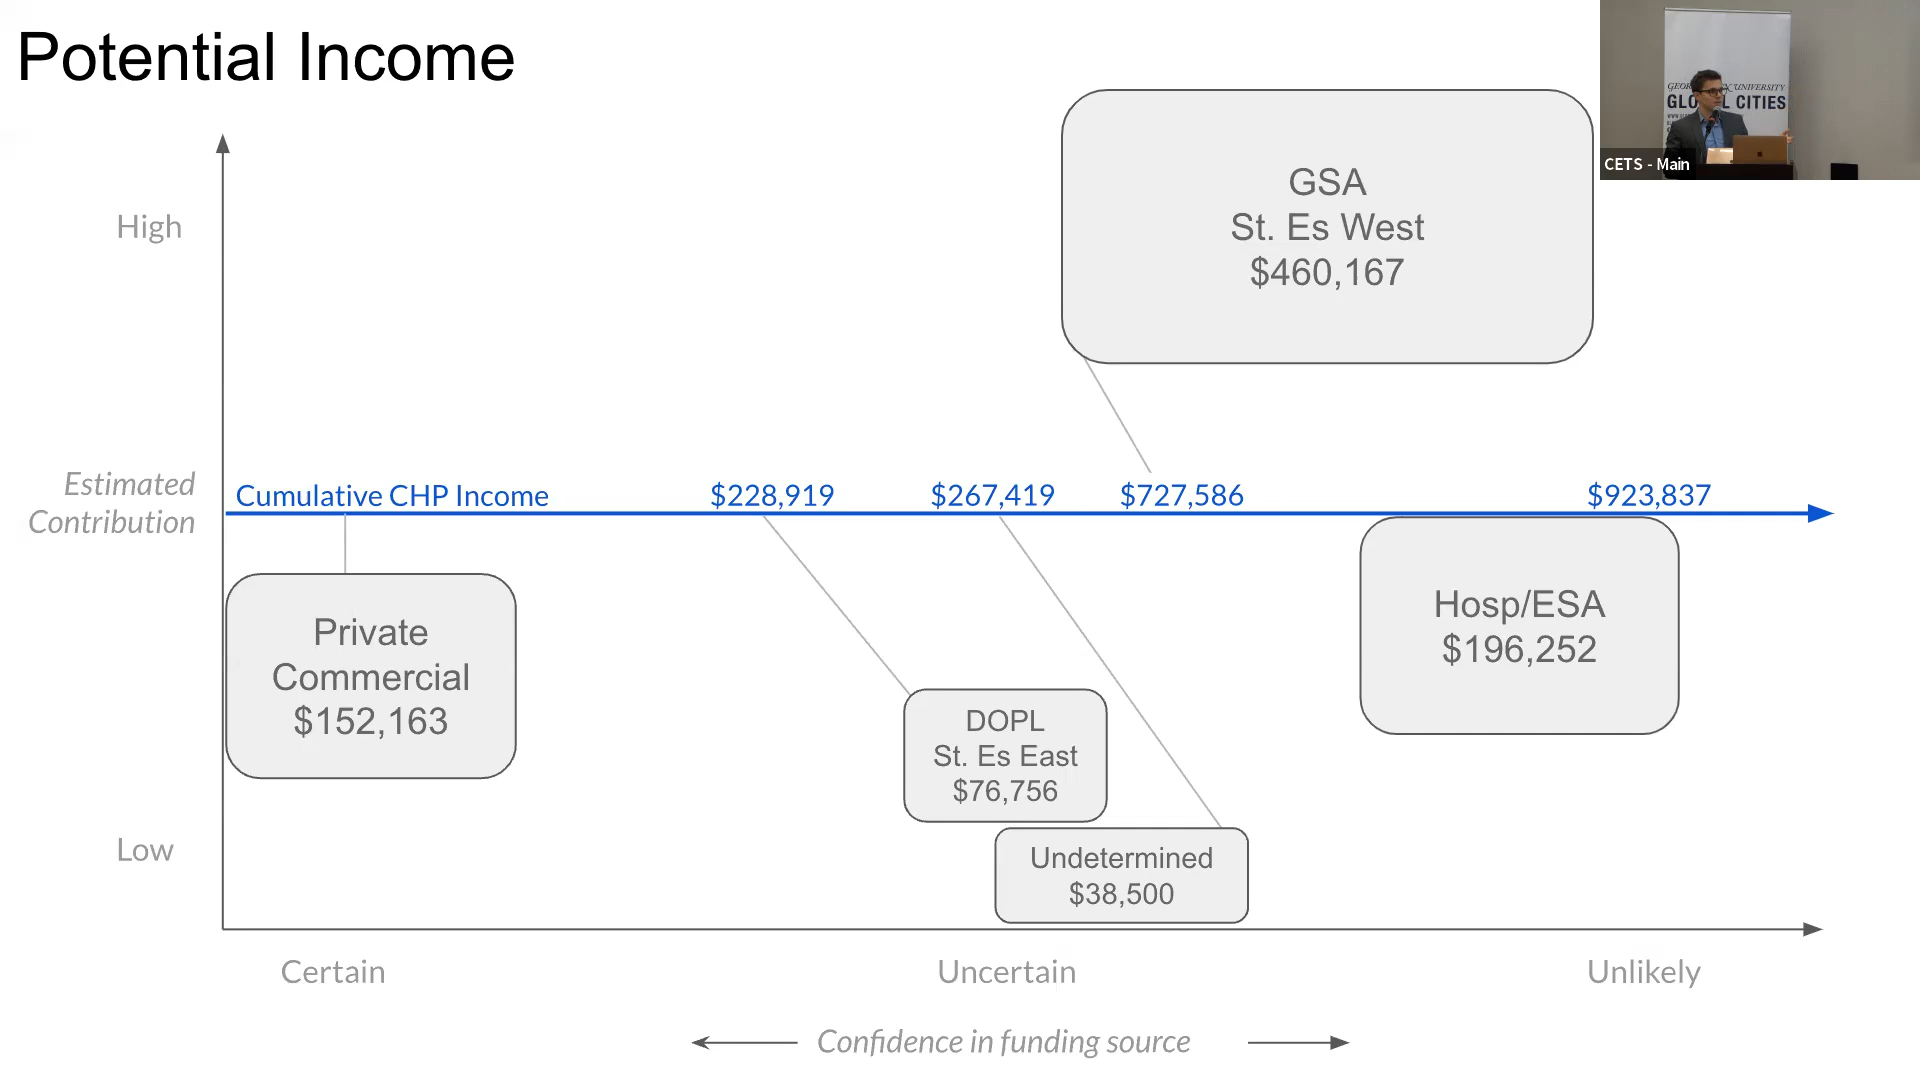 Potential Income
GLOBAL CITIES
CETS - Main
High
GSA
St. Es West
$460,167
Estimated
Contribution
Cumulative CHP Income
$228,919
$267,419
$727,586
$923,837
Private
Commercial
$152,163
Hosp/ESA
$196,252
DOPL
St. Es East
$76,756
Low
Undetermined
$38,500
Certain
Uncertain
Unlikely
Confidence in funding source